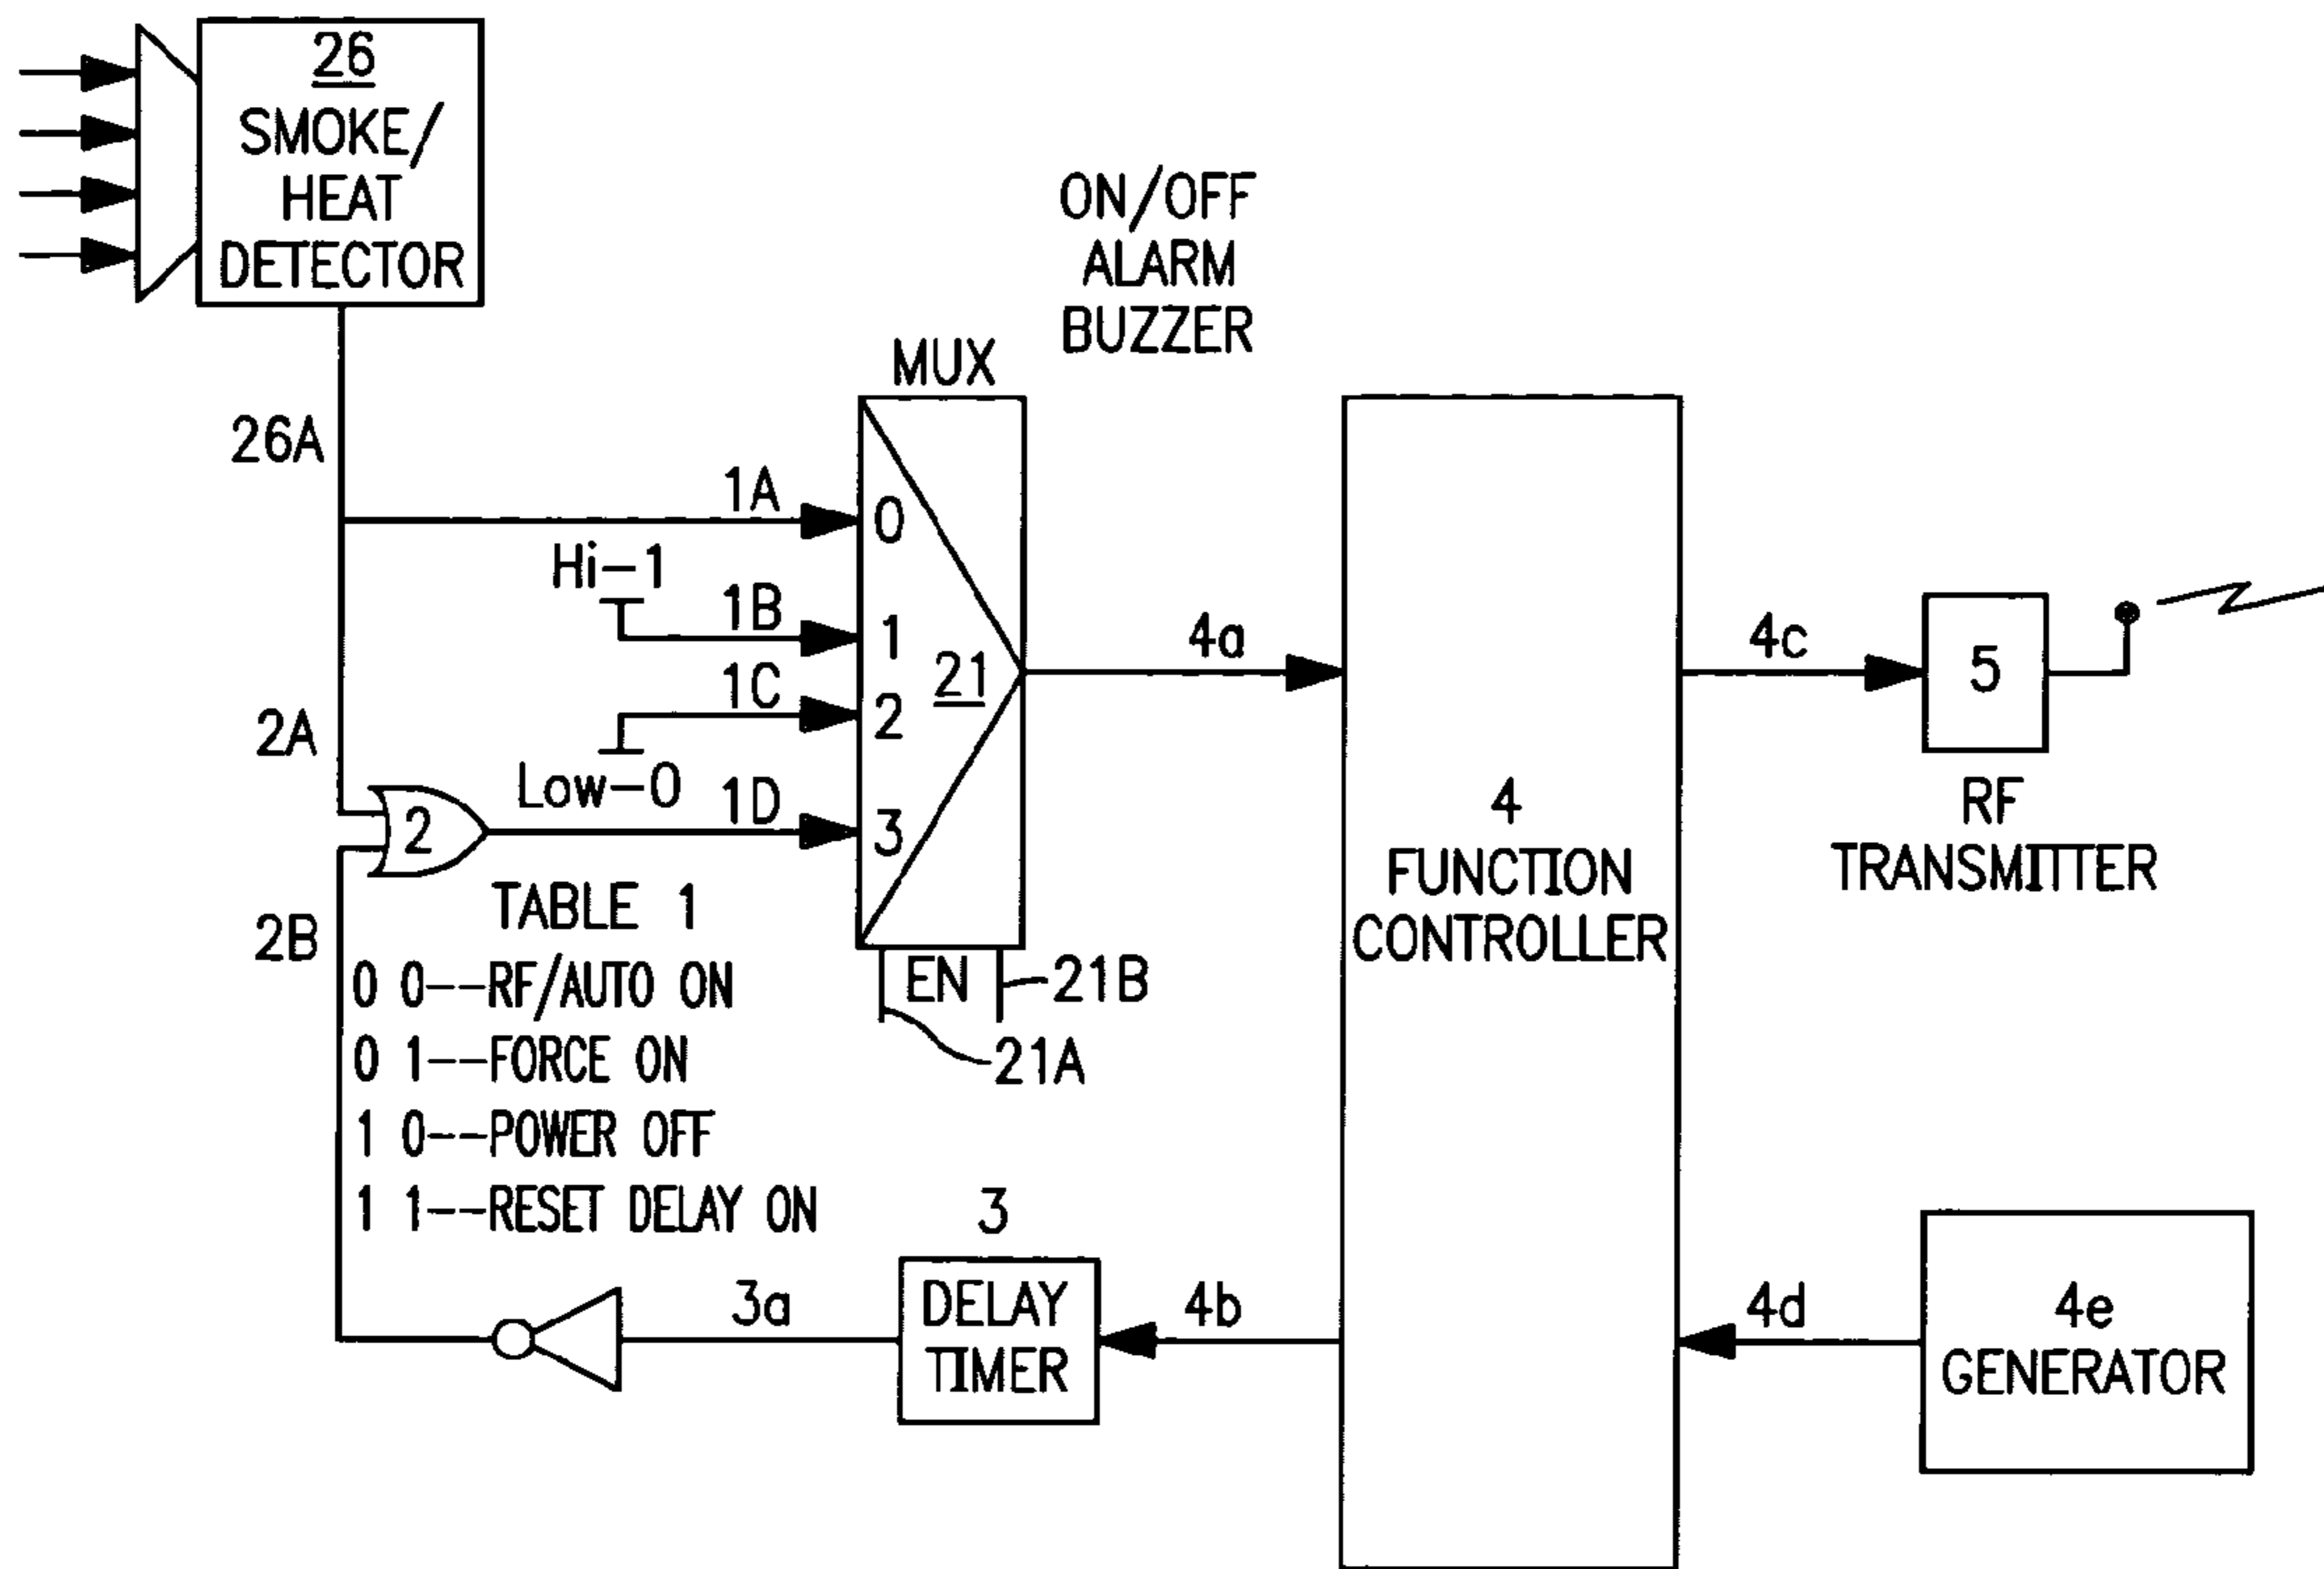 26
SMOKE/
HEAT
DETECTOR
ON/OFF
ALARM
BUZZER
MUX
26A
1A
0
Hi-1
1B
1
21
4a
4c
5
1C
2
2A
Low-0
1D
3
2
4
FUNCTION
CONTROLLER
RF
TRANSMITTER
TABLE 1
2B
0 0--RF/AUTO ON
0 1--FORCE ON
1 0--POWER OFF
1 1--RESET DELAY ON
EN
21B
21A
3
DELAY
TIMER
3a
4b
4d
4e
GENERATOR